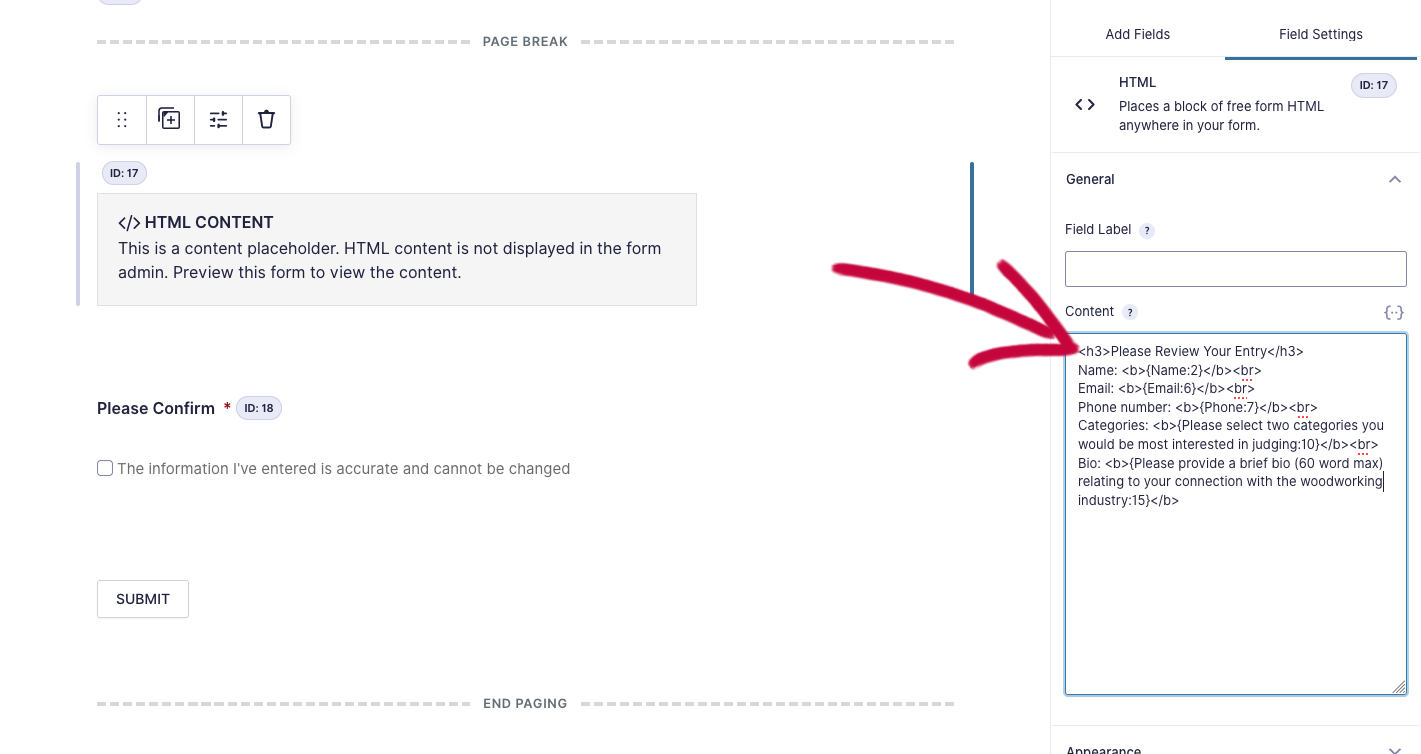 PAGE BREAK
ID: 17
</> HTML CONTENT
This is a content placeholder. HTML content is not displayed in the form
admin. Preview this form to view the content.
Please Confirm * ID: 18
The information I've entered is accurate and cannot be changed
SUBMIT
END PAGING
Add Fields
Field Settings
HTML
ID: 17
Places a block of free form HTML
anywhere in your form.
General
Field Label ?
Content ?
<h3>Please Review Your Entry</h3>
Name: <b>{Name:2}</b><br>
Email: <b>{Email:6}</b><br>
Phone number: <b>{Phone:7}</b><br>
Categories: <b>{Please select two categories you
would be most interested in judging:10}</b><br>
Bio: <b>{Please provide a brief bio (60 word max)
relating to your connection with the woodworking
industry:15}</b>
Appearance